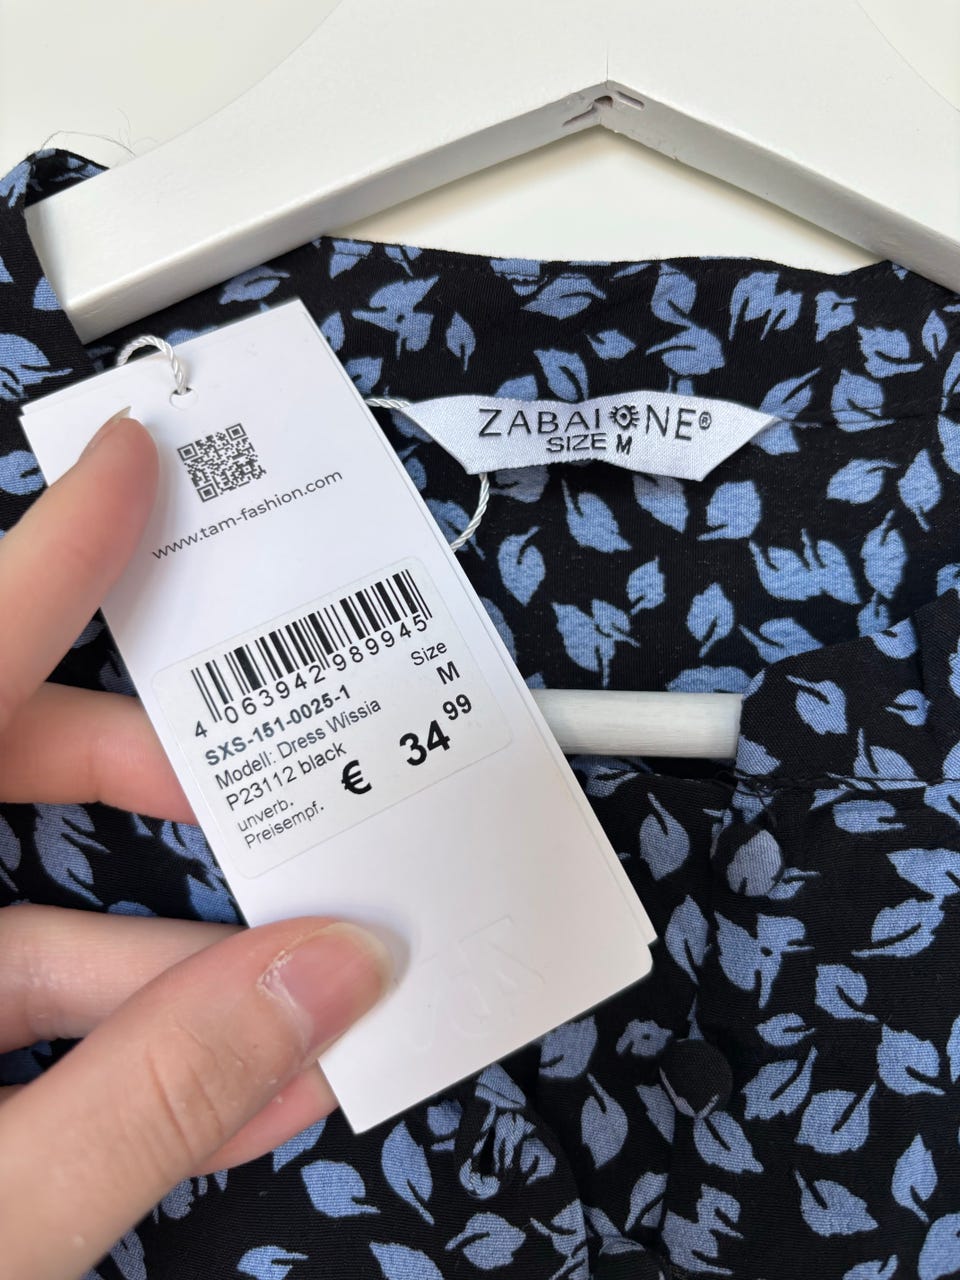 ZABAIONE®
SIZE M
www.tam-fashion.com
4 063942 989945
SXS-151-0025-1
Size
M
Modell: Dress Wissia
P23112 black
unverb.
Preisempf.
€ 34 99